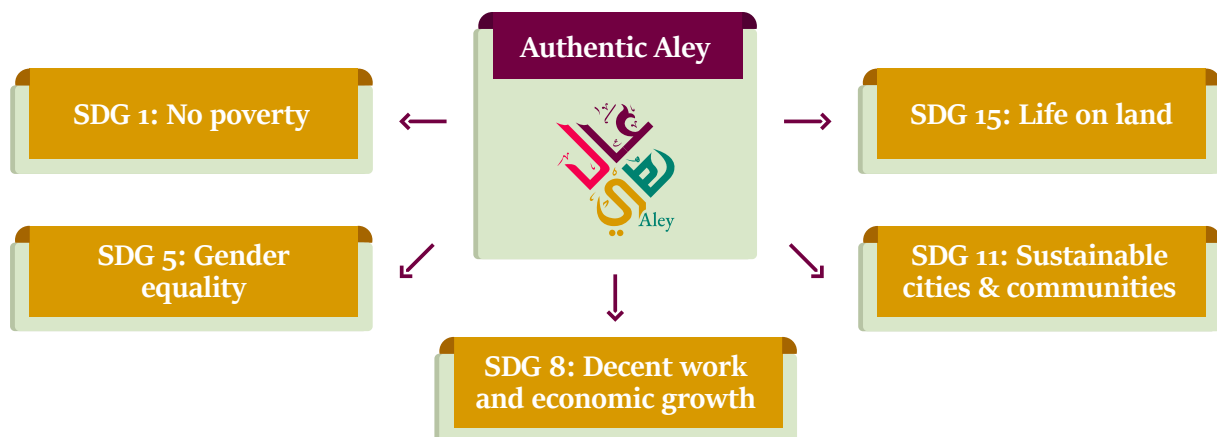 Authentic Aley
SDG 1: No poverty
SDG 15: Life on land
عاليه
Aley
SDG 5: Gender
equality
SDG 11: Sustainable
cities & communities
SDG 8: Decent work
and economic growth